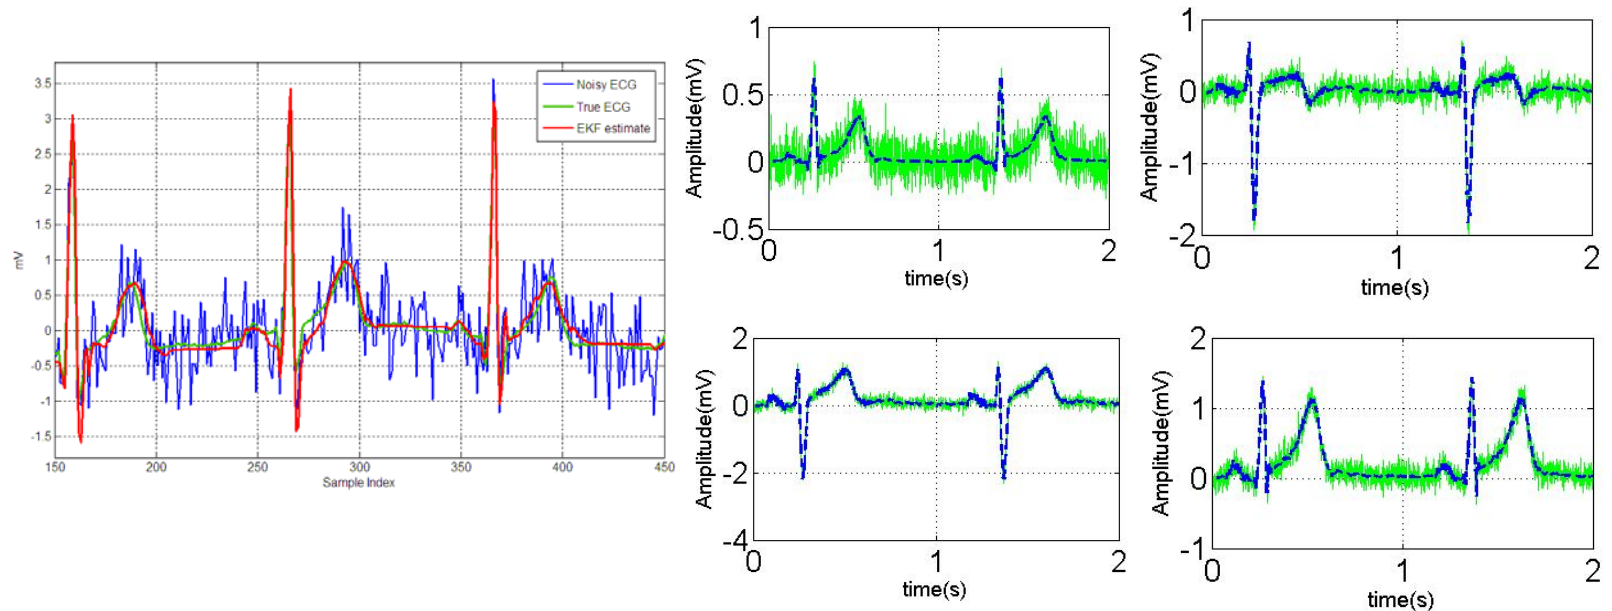 3.5
3
2.5
2
1.5
1
0.5
0
-0.5
-1
-1.5
mV
150 200 250 300 350 400 450
Sample Index
Noisy ECG
True ECG
EKF estimate
1
0.5
0
-0.5
Amplitude(mV)
0 1 2
time(s)
1
0
-1
-2
Amplitude(mV)
0 1 2
time(s)
2
0
-2
-4
Amplitude(mV)
0 1 2
time(s)
2
1
0
-1
Amplitude(mV)
0 1 2
time(s)